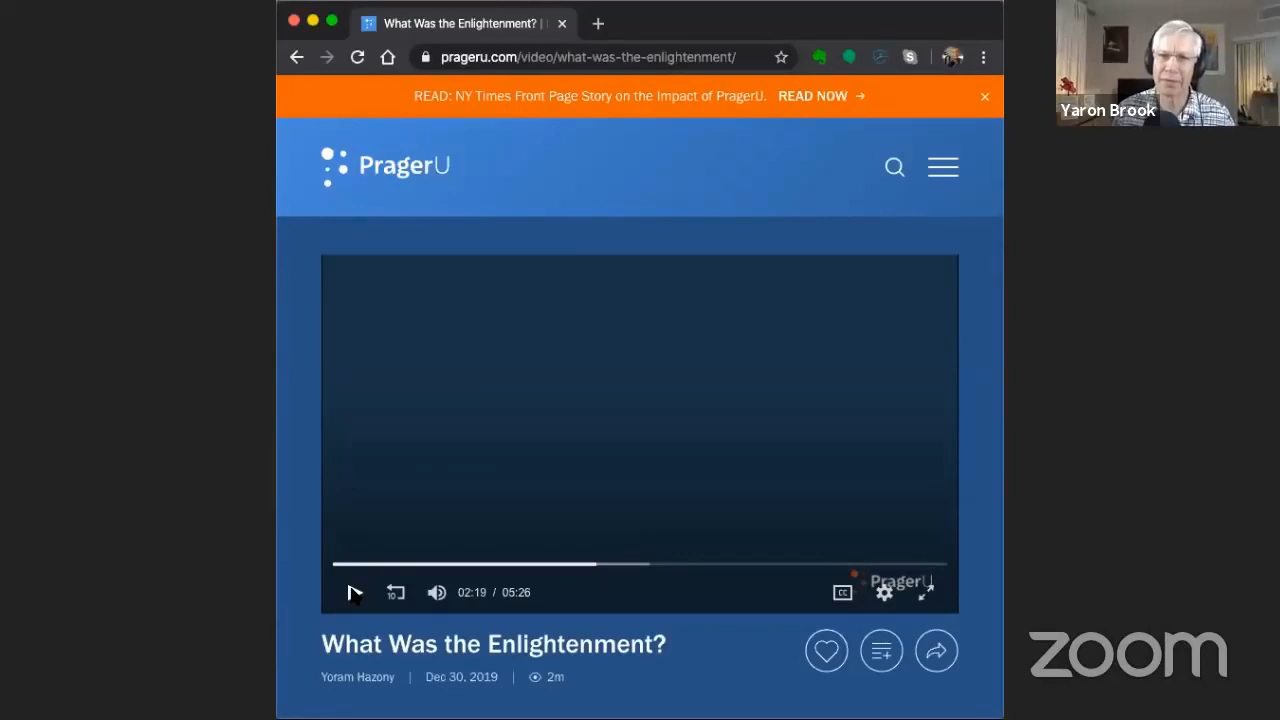 What Was the Enlightenment? |
prageru.com/video/what-was-the-enlightenment/
READ: NY Times Front Page Story on the Impact of PragerU. READ NOW →
PragerU
Yaron Brook
10
02:19 / 05:26
CC
PragerU
What Was the Enlightenment?
Yoram Hazony | Dec 30, 2019 | 2m
zoom